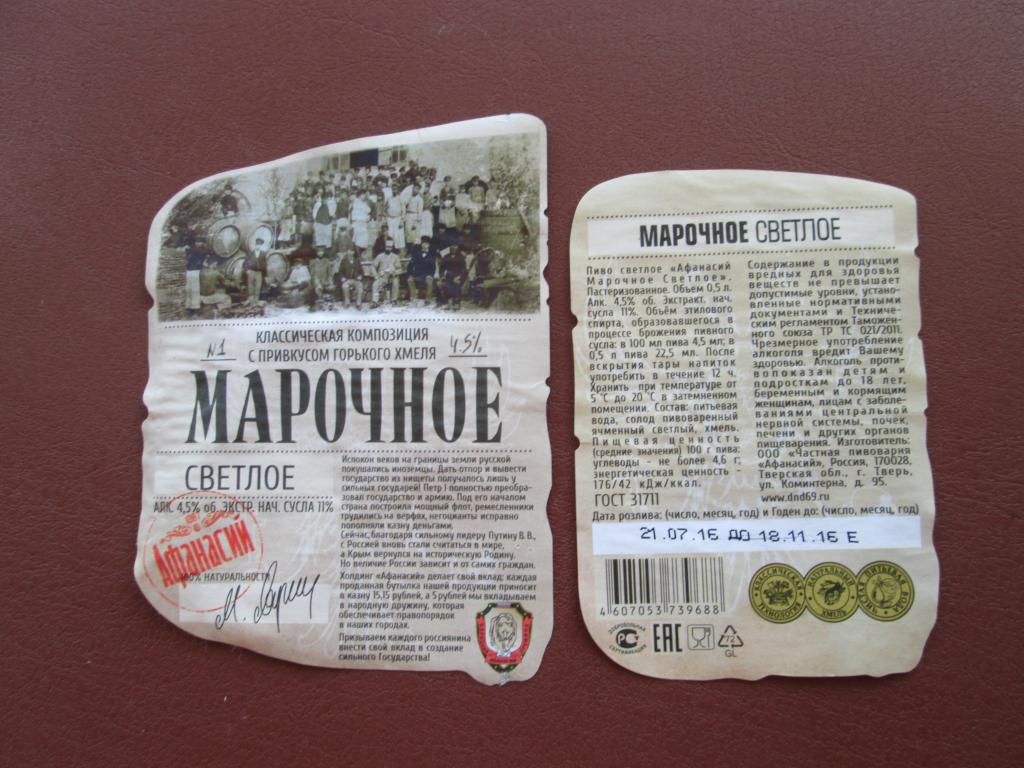 КЛАССИЧЕСКАЯ КОМПОЗИЦИЯ
№1 С ПРИВКУСОМ ГОРЬКОГО ХМЕЛЯ 4.5%
МАРОЧНОЕ
СВЕТЛОЕ
АЛК. 4,5% об. ЭКСТР. НАЧ. СУСЛА 11%
Афанасий
100% НАТУРАЛЬНОСТЬ
Испокон веков на границы земли русской
покушались иноземцы. Дать отпор и вывести
государство из нищеты получалось лишь у
сильных государей! Петр I полностью преобра-
зовал государство и армию. Под его началом
страна построила мощный флот, ремесленники
трудились на верфях, негоцианты исправно
пополняли казну деньгами.
Сейчас, благодаря сильному лидеру Путину В. В.,
с Россией вновь стали считаться в мире,
а Крым вернулся на историческую Родину.
Но величие России зависит и от самих граждан.
Холдинг «Афанасий» делает свой вклад: каждая
проданная бутылка нашей продукции приносит
в казну 15,15 рублей, а 5 рублей мы вкладываем
в народную дружину, которая
обеспечивает правопорядок
в наших городах.
Призываем каждого россиянина
внести свой вклад в создание
сильного Государства!
МАРОЧНОЕ СВЕТЛОЕ
Пиво светлое «Афанасий
Марочное Светлое».
Пастеризованное. Объем 0,5 л.
Алк. 4,5% об. Экстракт. нач.
сусла 11%. Объём этилового
спирта, образовавшегося в
процессе брожения пивного
сусла: в 100 мл пива 4,5 мл; в
0,5 л пива 22,5 мл. После
вскрытия тары напиток
употребить в течение 12 ч.
Хранить при температуре от
5 °C до 20 °C в затемненном
помещении. Состав: питьевая
вода, солод пивоваренный
ячменный светлый, хмель.
Пищевая ценность
(средние значения) 100 г пива:
углеводы - не более 4,6 г;
энергетическая ценность -
176/42 кДж/ккал.
ГОСТ 31711
Содержание в продукции
вредных для здоровья
веществ не превышает
допустимые уровни, устано-
вленные нормативными
документами и Техниче-
ским регламентом Таможен-
ного союза ТР ТС 021/2011.
Чрезмерное употребление
алкоголя вредит Вашему
здоровью. Алкоголь проти-
вопоказан детям и
подросткам до 18 лет,
беременным и кормящим
женщинам, лицам с заболе-
ваниями центральной
нервной системы, почек,
печени и других органов
пищеварения. Изготовитель:
ООО «Частная пивоварня
«Афанасий», Россия, 170028,
Тверская обл., г. Тверь,
ул. Коминтерна, д. 95.
www.dnd69.ru
Дата розлива: (число, месяц, год) и Годен до: (число, месяц, год)
21.07.16 ДО 18.11.16 E
4 607053 739688
КЛАССИЧЕСКАЯ ТЕХНОЛОГИЯ
НАТУРАЛЬНЫЙ ХМЕЛЬ
МЯГКАЯ ПИТЬЕВАЯ ВОДА
ДОБРОВОЛЬНАЯ СЕРТИФИКАЦИЯ
EAC
72
GL